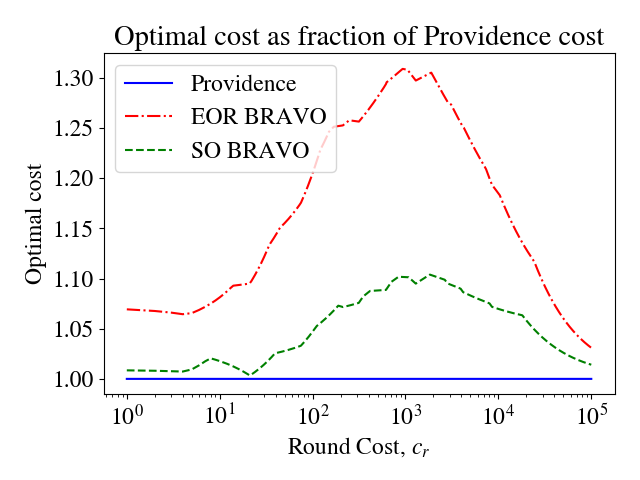 Optimal cost as fraction of Providence cost
Providence
EOR BRAVO
SO BRAVO
Optimal cost
1.30
1.25
1.20
1.15
1.10
1.05
1.00
10^0 10^1 10^2 10^3 10^4 10^5
Round Cost, c_r